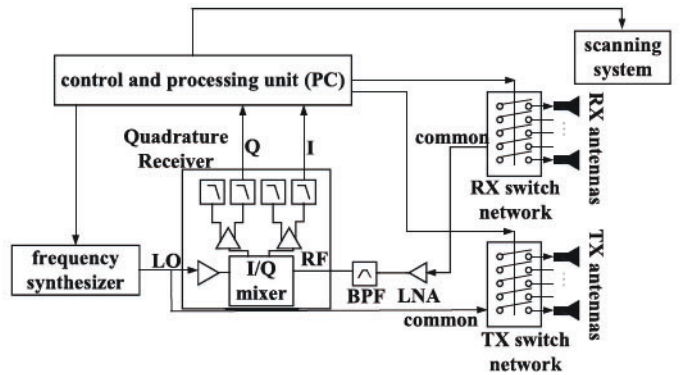 scanning
system
control and processing unit (PC)
Quadrature
Receiver
Q
I
common
RX antennas
RX switch
network
frequency
synthesizer
LO
I/Q
mixer
RF
BPF
LNA
common
TX antennas
TX switch
network